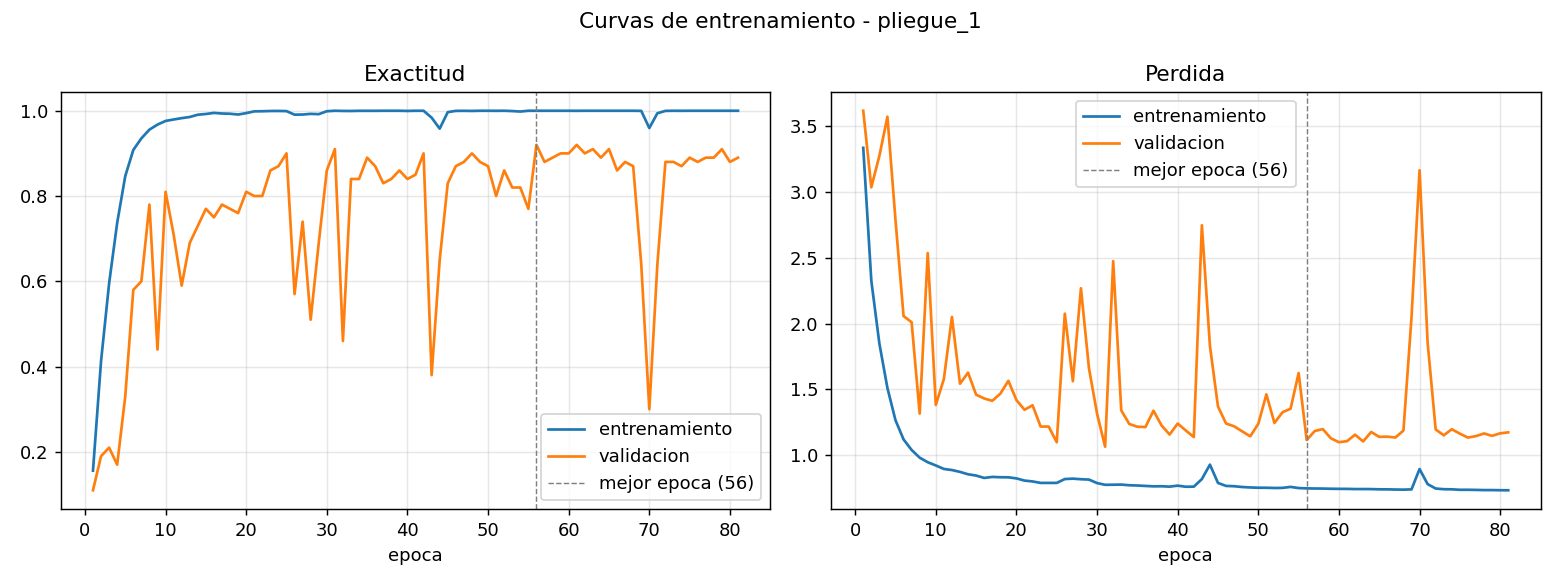 Curvas de entrenamiento - pliegue_1
Exactitud
1.0
0.8
0.6
0.4
0.2
0 10 20 30 40 50 60 70 80
epoca
entrenamiento
validacion
mejor epoca (56)
Perdida
3.5
3.0
2.5
2.0
1.5
1.0
0 10 20 30 40 50 60 70 80
epoca
entrenamiento
validacion
mejor epoca (56)